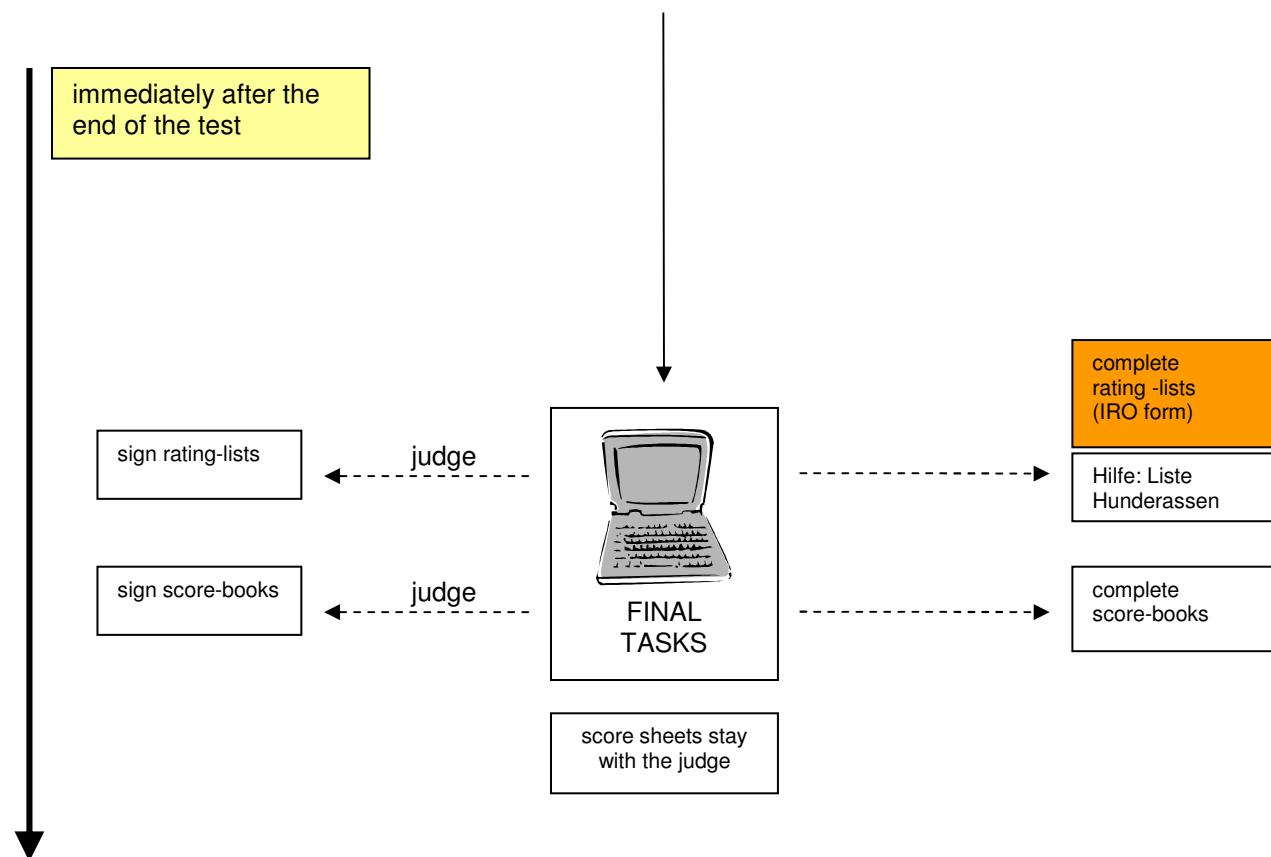 immediately after the
end of the test
complete
rating -lists
(IRO form)
sign rating-lists
judge
Hilfe: Liste
Hunderassen
sign score-books
judge
FINAL
TASKS
complete
score-books
score sheets stay
with the judge